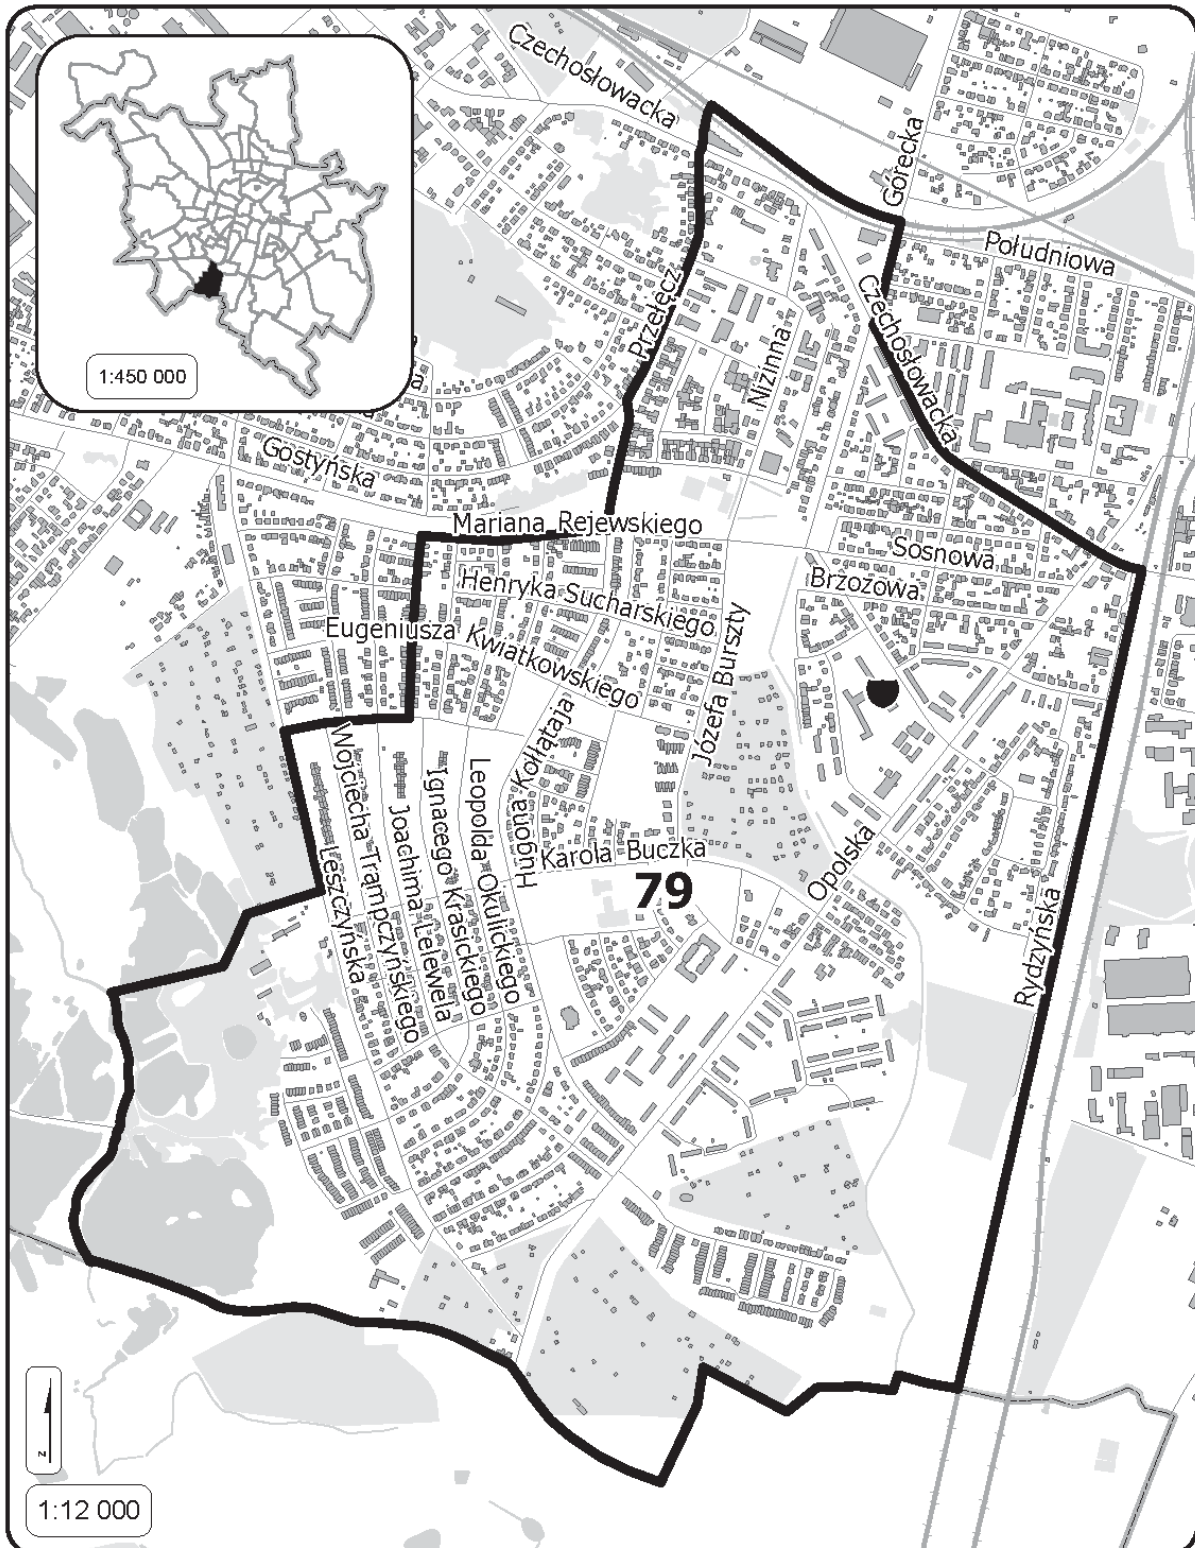 Czechosłowacka
Górecka
Południowa
1:450 000
Przełęcz
Nizinna
Czechosłowacka
Gostyńska
Mariana Rejewskiego
Sosnowa
Brzozowa
Henryka Sucharskiego
Eugeniusza Kwiatkowskiego
Józefa Burszty
Hugona Kołłątaja
Wojciecha Trampczyńskiego
Leszczyńska
Joachima Lelewela
Ignacego Krasickiego
Leopolda Okulickiego
Karola Buczka
79
Opolska
Rydzyńska
N
1:12 000